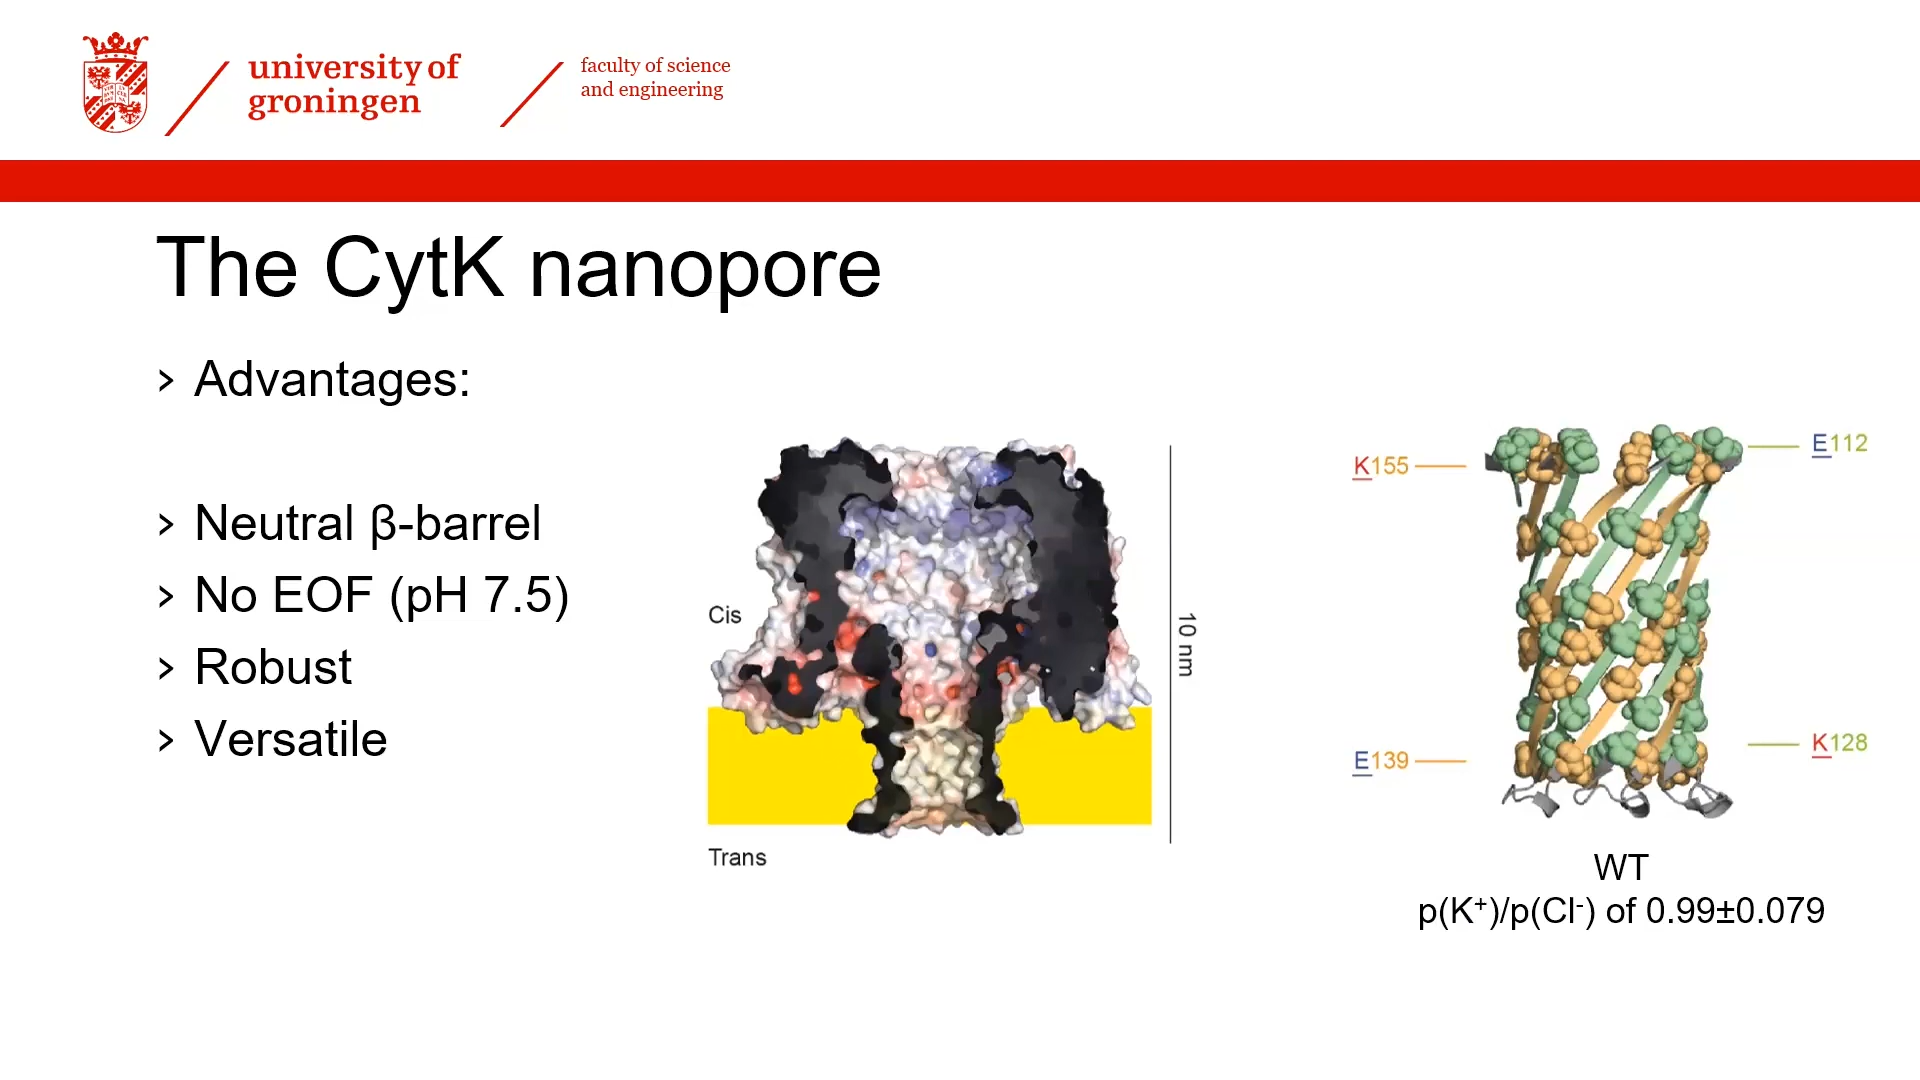 university of
groningen
faculty of science
and engineering
The CytK nanopore
› Advantages:
› Neutral β-barrel
› No EOF (pH 7.5)
› Robust
› Versatile
Cis
Trans
10 nm
K155
E112
E139
K128
WT
p(K⁺)/p(Cl⁻) of 0.99±0.079